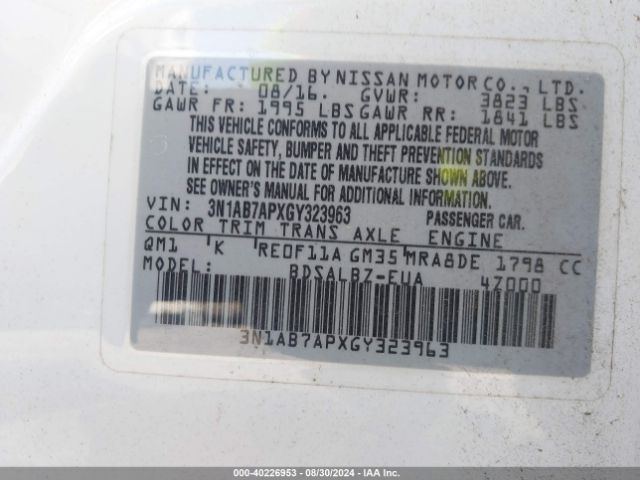 MANUFACTURED BY NISSAN MOTOR CO., LTD.
DATE: 08/16. GVWR: 3823 LBS
GAWR FR: 1995 LBS GAWR RR: 1841 LBS
THIS VEHICLE CONFORMS TO ALL APPLICABLE FEDERAL MOTOR
VEHICLE SAFETY, BUMPER AND THEFT PREVENTION STANDARDS
IN EFFECT ON THE DATE OF MANUFACTURE SHOWN ABOVE.
SEE OWNER'S MANUAL FOR ADDITIONAL INFORMATION.
VIN: 3N1AB7APXGY323963 PASSENGER CAR.
COLOR TRIM TRANS AXLE ENGINE
QM1 K RE0F11A GM35 MRA8DE 1798 CC
BDSALBZ-EUA 4Z000
3N1AB7APXGY323963
000-40226953 - 08/30/2024 - IAA, Inc.